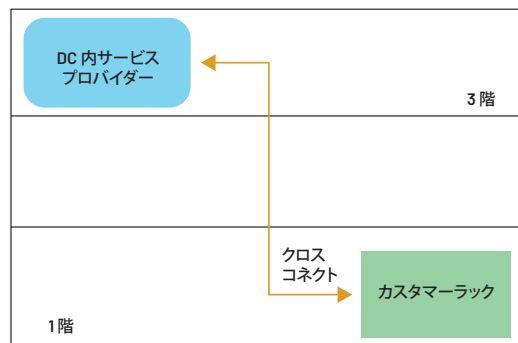 DC 内サービス
プロバイダー
3 階
クロス
コネクト
カスタマーラック
1 階